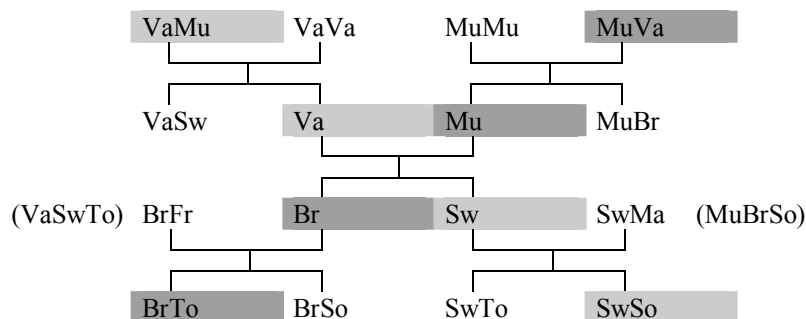 VaMu VaVa MuMu MuVa
VaSw Va Mu MuBr
(VaSwTo) BrFr Br Sw SwMa (MuBrSo)
BrTo BrSo SwTo SwSo